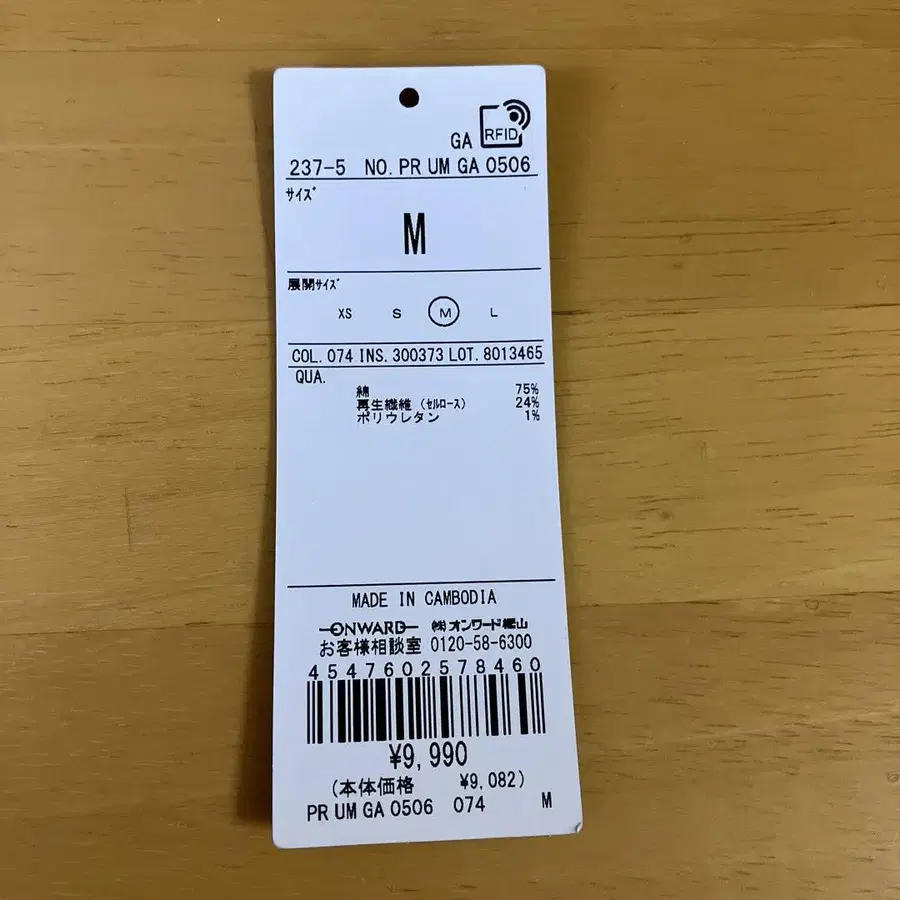 GA RFID
237-5 NO. PR UM GA 0506
サイズ
M
展開サイズ
XS S M L
COL. 074 INS. 300373 LOT. 8013465
QUA.
綿 75%
再生繊維 (セルロース) 24%
ポリウレタン 1%
MADE IN CAMBODIA
ONWARD ㈱オンワード樫山
お客様相談室 0120-58-6300
4547602578460
¥9,990
(本体価格 ¥9,082)
PR UM GA 0506 074 M